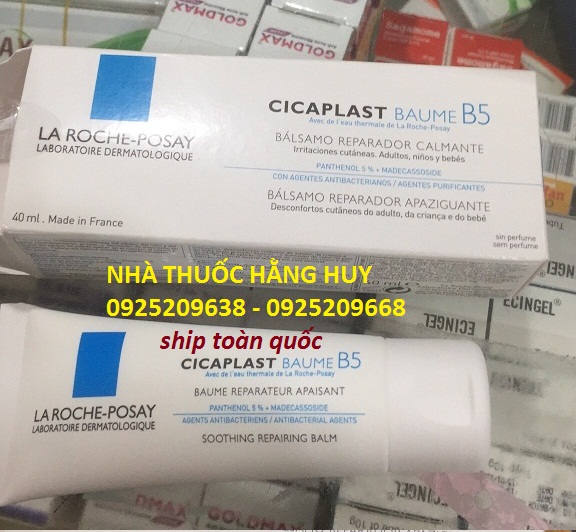 GOLDMAX
GOLDMAX
LA ROCHE-POSAY
LABORATOIRE DERMATOLOGIQUE
40 ml . Made in France
CICAPLAST BAUME B5
Avec de l'eau thermale de La Roche-Posay
BÁLSAMO REPARADOR CALMANTE
Irritaciones cutáneas. Adultos, niños y bebés
PANTHENOL 5 % + MADECASSOSIDE
CON AGENTES ANTIBACTERIANOS / AGENTES PURIFICANTES
BÁLSAMO REPARADOR APAZIGUANTE
Desconfortos cutâneos do adulto, da criança e do bebé
sin perfume
sem perfume
NHÀ THUỐC HẰNG HUY
0925209638 - 0925209668
ship toàn quốc
ECINGEL
ECINGEL
CICAPLAST BAUME B5
Avec de l'eau thermale de La Roche-Posay
BAUME REPARATEUR APAISANT
PANTHENOL 5 % + MADECASSOSIDE
AGENTS ANTIBACTERIENS / ANTIBACTERIAL AGENTS
SOOTHING REPAIRING BALM
LA ROCHE-POSAY
LABORATOIRE DERMATOLOGIQUE
GOLDMAX